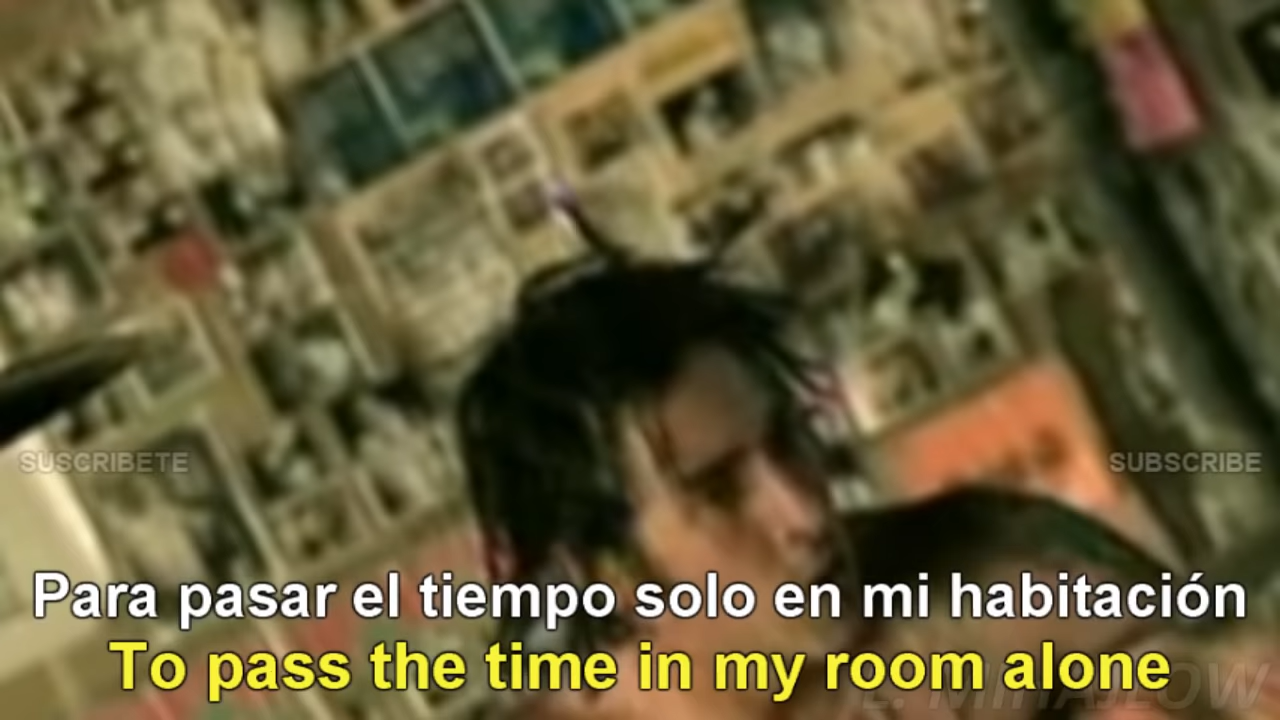 SUSCRIBETE
SUBSCRIBE
Para pasar el tiempo solo en mi habitación
To pass the time in my room alone